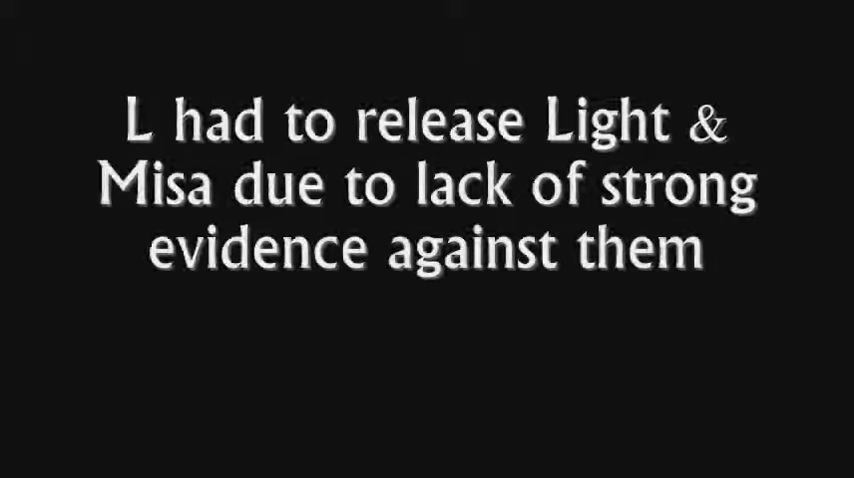 L had to release Light &
Misa due to lack of strong
evidence against them